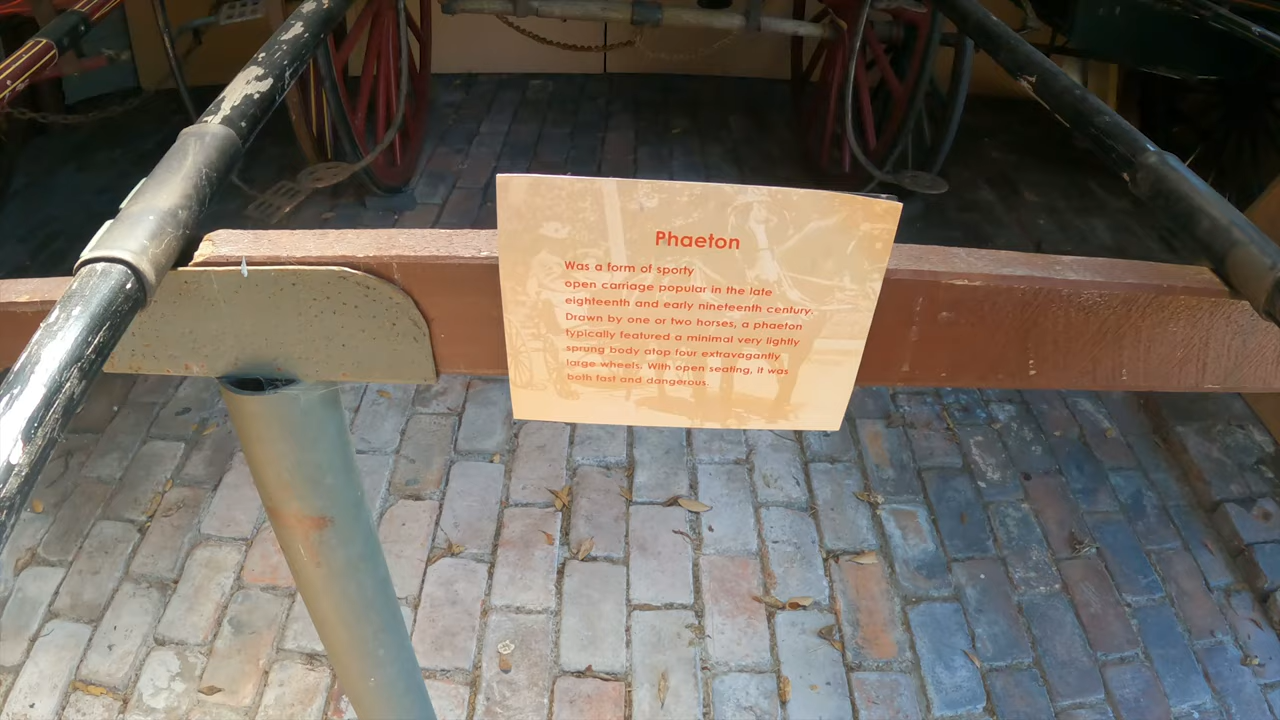 Phaeton
Was a form of sporty
open carriage popular in the late
eighteenth and early nineteenth century.
Drawn by one or two horses, a phaeton
typically featured a minimal very lightly
sprung body atop four extravagantly
large wheels. With open seating, it was
both fast and dangerous.